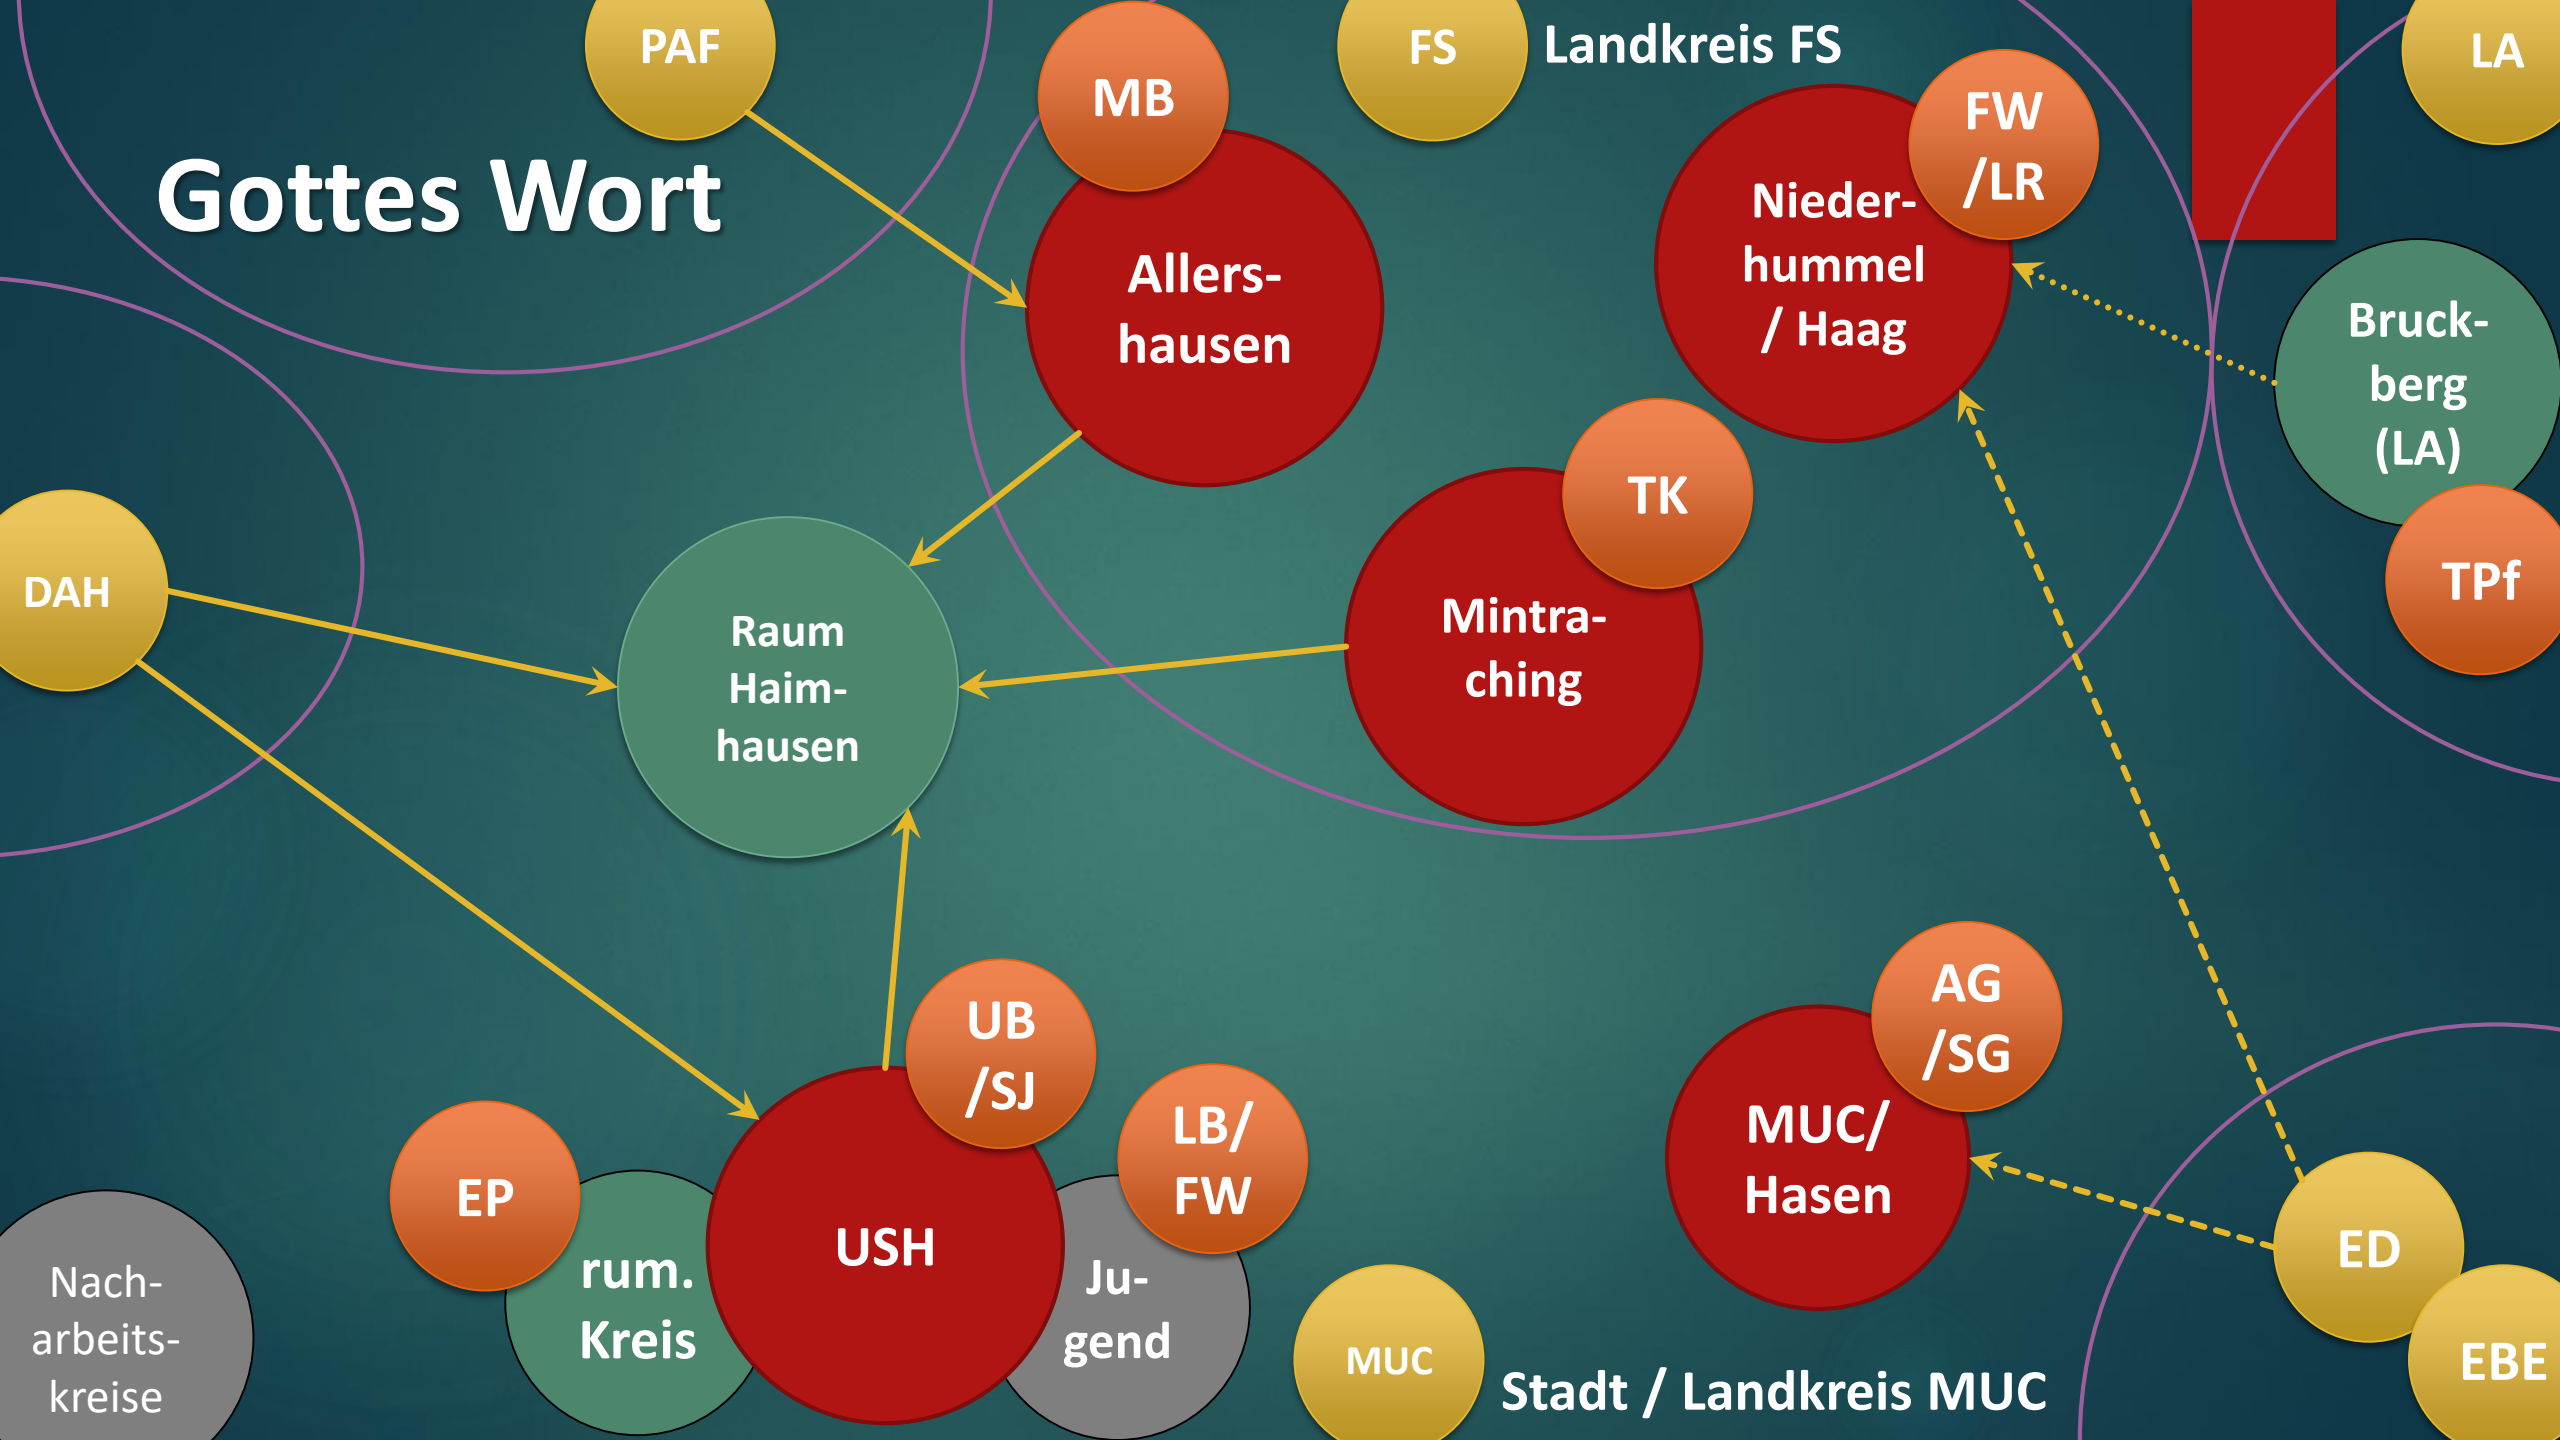 PAF
MB
FS
Landkreis FS
LA
FW
/LR
Gottes Wort
Nieder-
hummel
/ Haag
Allers-
hausen
Bruck-
berg
(LA)
TK
TPf
DAH
Raum
Haim-
hausen
Mintra-
ching
UB
/SJ
AG
/SG
LB/
FW
MUC/
Hasen
EP
USH
rum.
Kreis
Ju-
gend
ED
Nach-
arbeits-
kreise
MUC
Stadt / Landkreis MUC
EBE